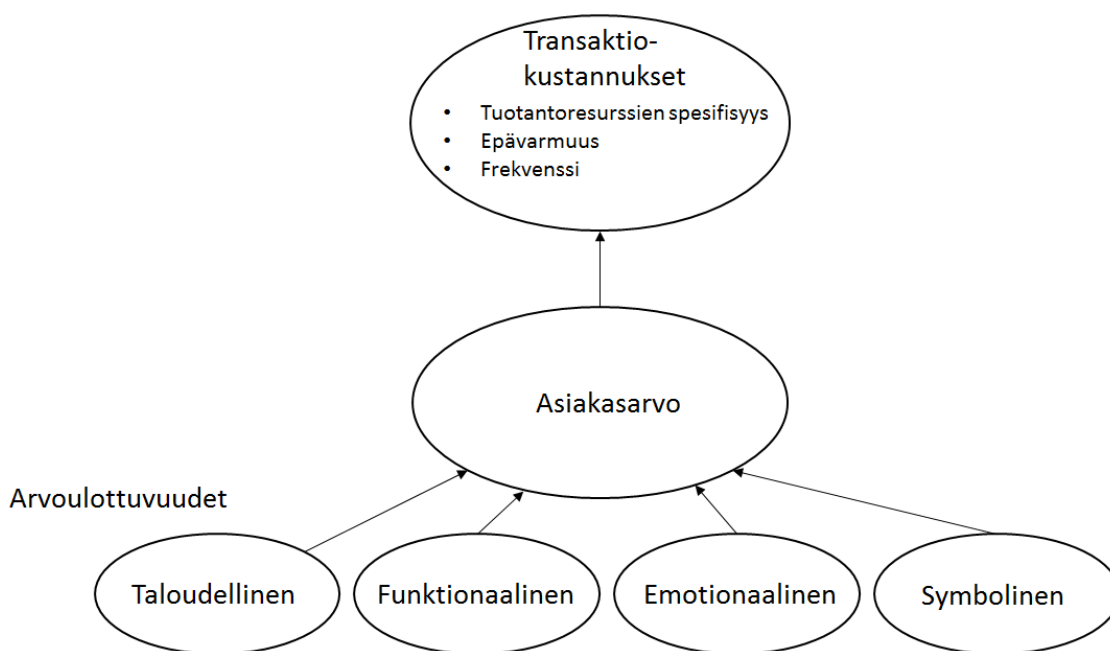 Transaktio-
kustannukset
• Tuotantoresurssien spesifisyys
• Epävarmuus
• Frekvenssi
Asiakasarvo
Arvoulottuvuudet
Taloudellinen
Funktionaalinen
Emotionaalinen
Symbolinen